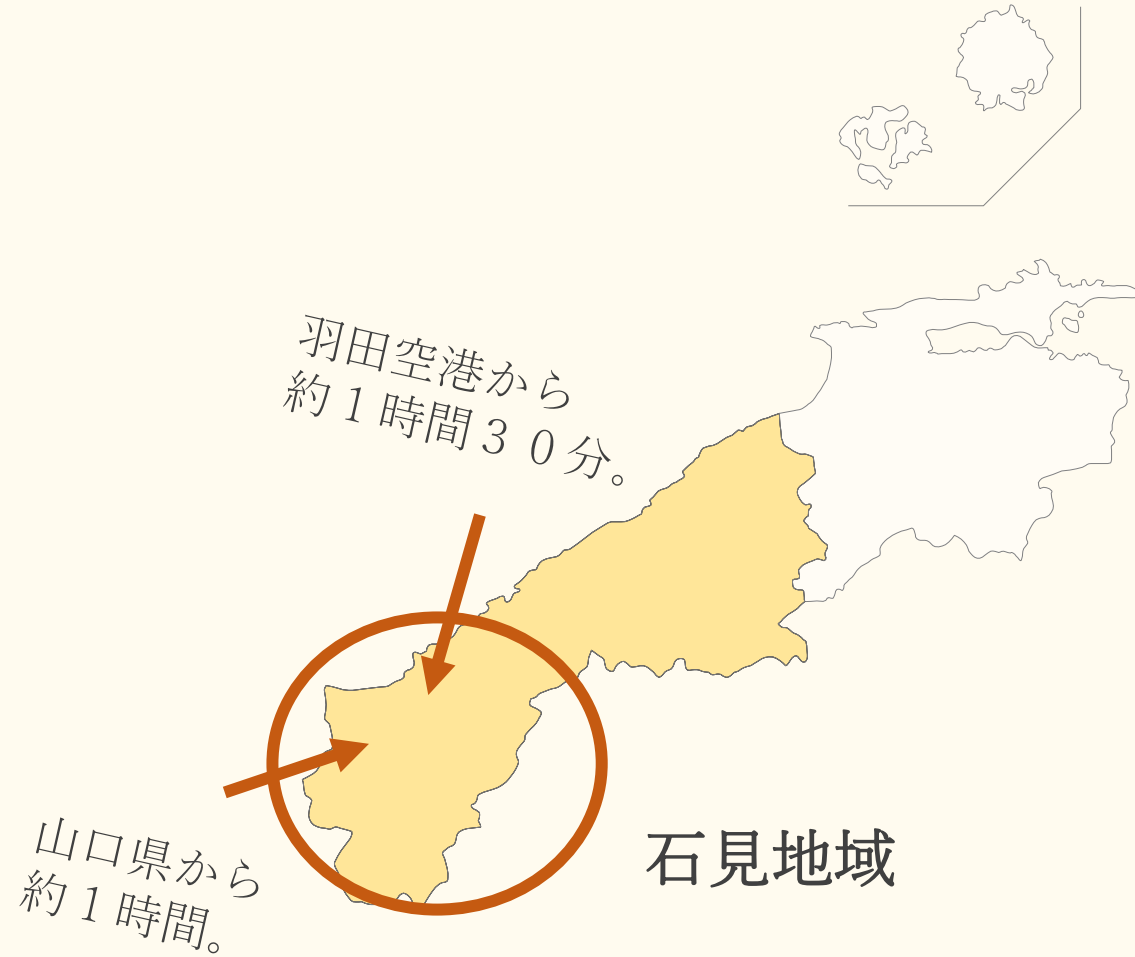 羽田空港から
約１時間３０分。
山口県から
約１時間。
石見地域